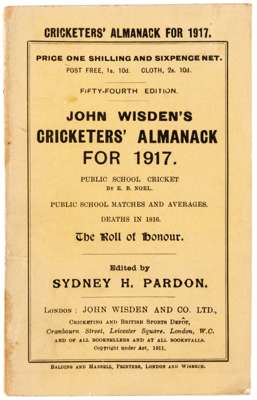 CRICKETERS' ALMANACK FOR 1917.
PRICE ONE SHILLING AND SIXPENCE NET.
POST FREE, 1s. 10d. CLOTH, 2s. 10d.
FIFTY-FOURTH EDITION.
JOHN WISDEN'S
CRICKETERS' ALMANACK
FOR 1917.
PUBLIC SCHOOL CRICKET
BY E. B. NOEL.
PUBLIC SCHOOL MATCHES AND AVERAGES.
DEATHS IN 1916.
The Roll of Honour.
Edited by
SYDNEY H. PARDON.
LONDON: JOHN WISDEN AND CO. LTD.,
CRICKETING AND BRITISH SPORTS DEPÔT,
Cranbourn Street, Leicester Square, London, W.C.
AND OF ALL BOOKSELLERS AND AT ALL BOOKSTALLS.
Copyright under Act, 1911.
BALDING AND MANSELL, PRINTERS, LONDON AND WISBECH.